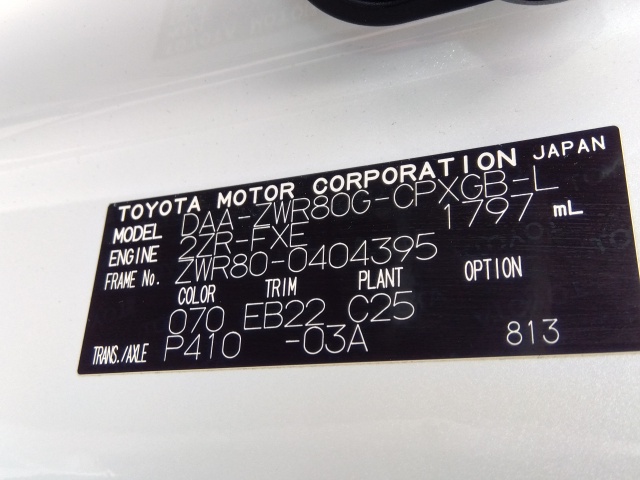 TOYOTA MOTOR CORPORATION JAPAN
MODEL DAA-ZWR80G-CPXGB-L
ENGINE 2ZR-FXE 1797 mL
FRAME No. ZWR80-0404395
COLOR TRIM PLANT OPTION
070 EB22 C25
TRANS./AXLE P410 -03A 813